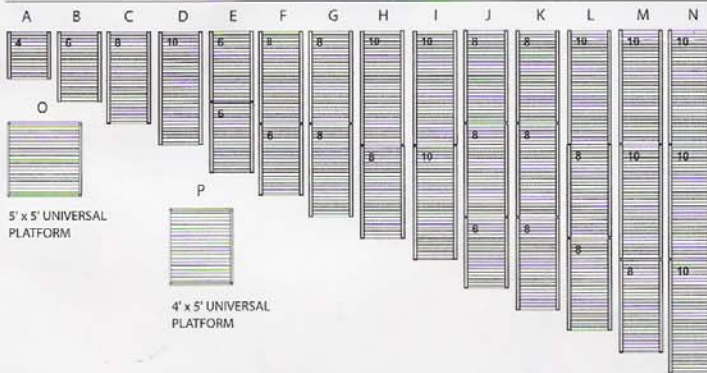 A B C D E F G H I J K L M N
4 6 8 10 6 8 8 10 10 8 8 10 10 10
6 6 8 8 10 8 8 8 10 10
6 8 8 8 10
O
5' x 5' UNIVERSAL
PLATFORM
P
4' x 5' UNIVERSAL
PLATFORM